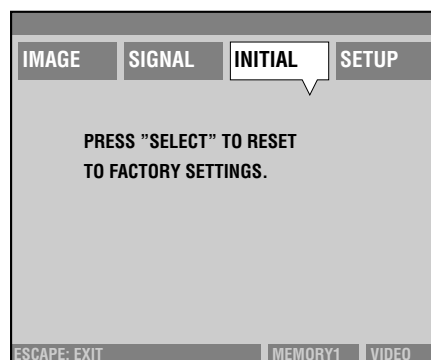 IMAGE SIGNAL INITIAL SETUP
PRESS ”SELECT” TO RESET
TO FACTORY SETTINGS.
ESCAPE: EXIT MEMORY1 VIDEO